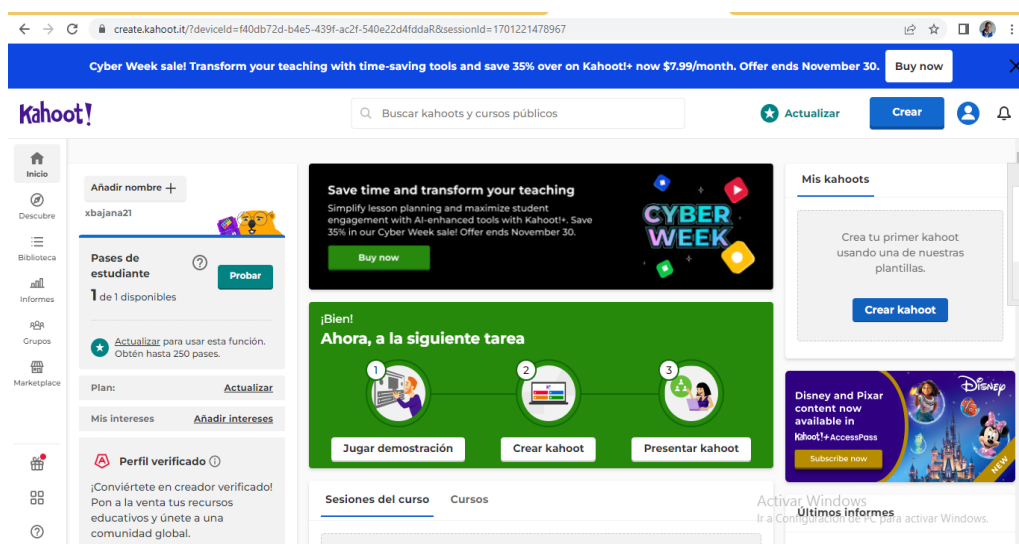 create.kahoot.it/?deviceId=f40db72d-b4e5-439f-ac2f-540e22d4fddaR&sessionId=1701221478967
Cyber Week sale! Transform your teaching with time-saving tools and save 35% over on Kahoot!+ now $7.99/month. Offer ends November 30.
Buy now
Kahoot!
Buscar kahoots y cursos públicos
Actualizar
Crear
Inicio
Descubre
Biblioteca
Informes
Grupos
Marketplace
Añadir nombre
xbajana21
Pases de
estudiante
Probar
1 de 1 disponibles
Actualizar para usar esta función.
Obtén hasta 250 pases.
Plan:
Actualizar
Mis intereses
Añadir intereses
Perfil verificado
¡Conviértete en creador verificado!
Pon a la venta tus recursos
educativos y únete a una
comunidad global.
Save time and transform your teaching
Simplify lesson planning and maximize student
engagement with AI-enhanced tools with Kahoot!+. Save
35% in our Cyber Week sale! Offer ends November 30.
Buy now
CYBER
WEEK
¡Bien!
Ahora, a la siguiente tarea
1
2
3
Jugar demostración
Crear kahoot
Presentar kahoot
Sesiones del curso
Cursos
Mis kahoots
Crea tu primer kahoot
usando una de nuestras
plantillas.
Crear kahoot
Disney and Pixar
content now
available in
Kahoot!+AccessPass
Subscribe now
Disney
NEW
Últimos informes
Activar Windows
Ir a Configuración de PC para activar Windows.